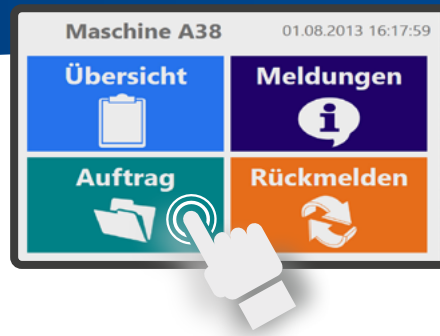 Maschine A38 01.08.2013 16:17:59
Übersicht Meldungen
Auftrag Rückmelden